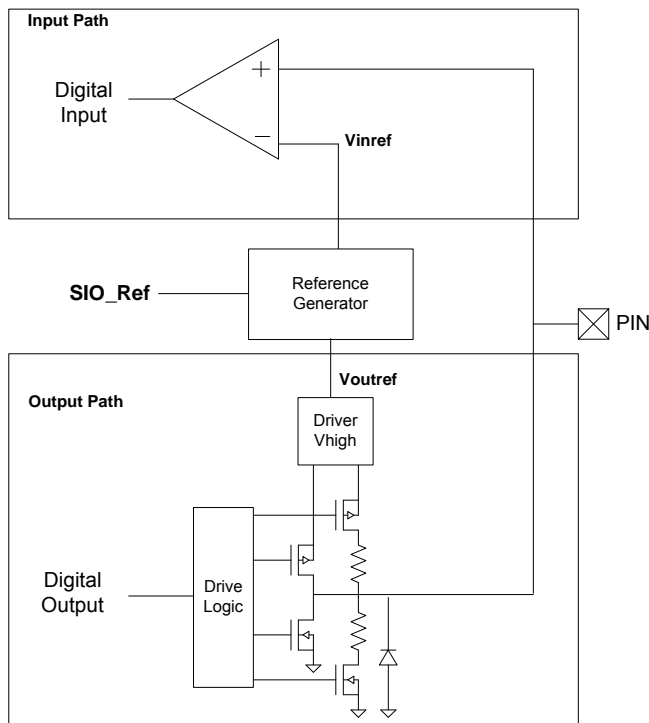 Input Path
+
Digital
Input
−
Vinref
Reference
Generator
SIO_Ref
PIN
Voutref
Output Path
Driver
Vhigh
Digital
Output
Drive
Logic